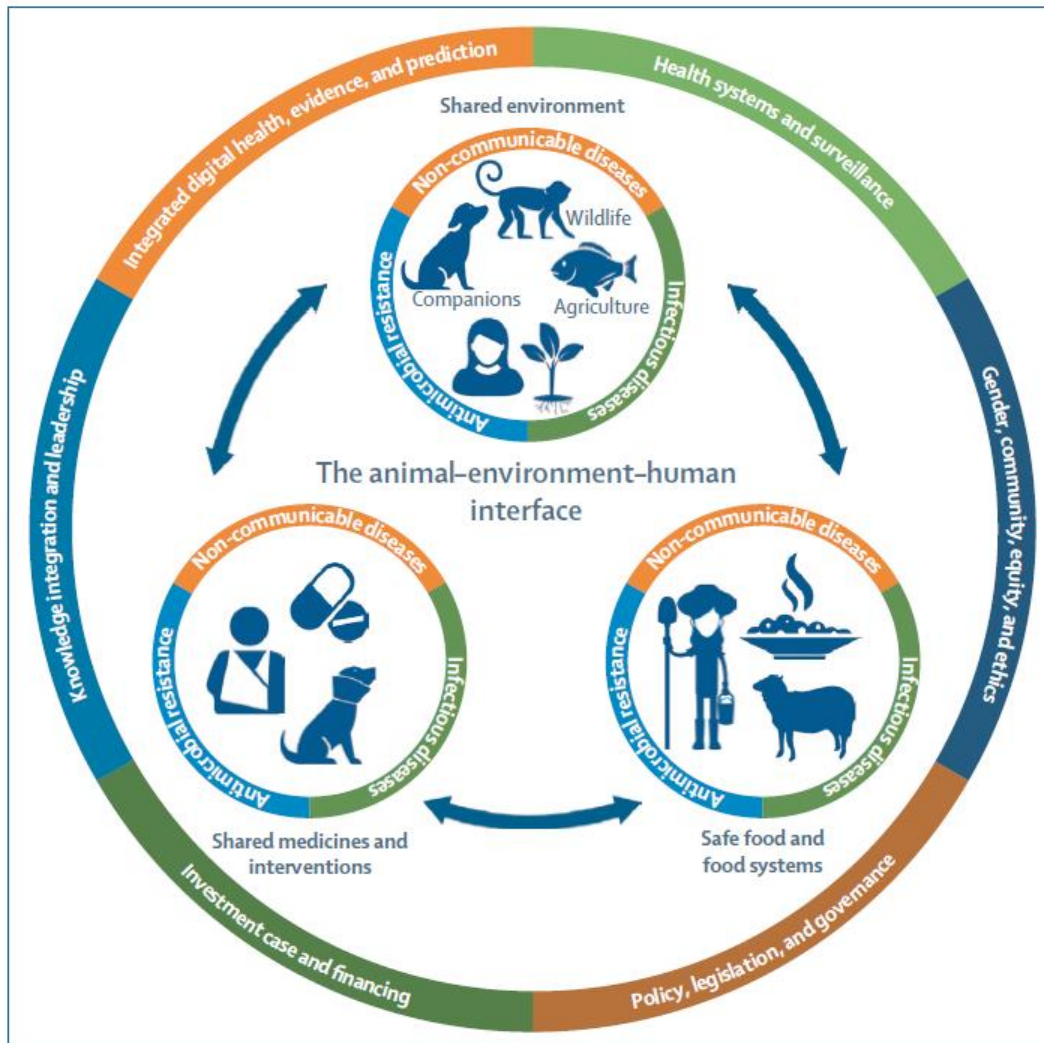 Integrated digital health, evidence, and prediction
Health systems and surveillance
Shared environment
Non-communicable diseases
Wildlife
Antimicrobial resistance
Companions
Agriculture
Infectious diseases
Knowledge integration and leadership
Gender, community, equity, and ethics
The animal–environment–human
interface
Non-communicable diseases
Antimicrobial resistance
Infectious diseases
Non-communicable diseases
Antimicrobial resistance
Infectious diseases
Shared medicines and
interventions
Safe food and
food systems
Investment case and financing
Policy, legislation, and governance